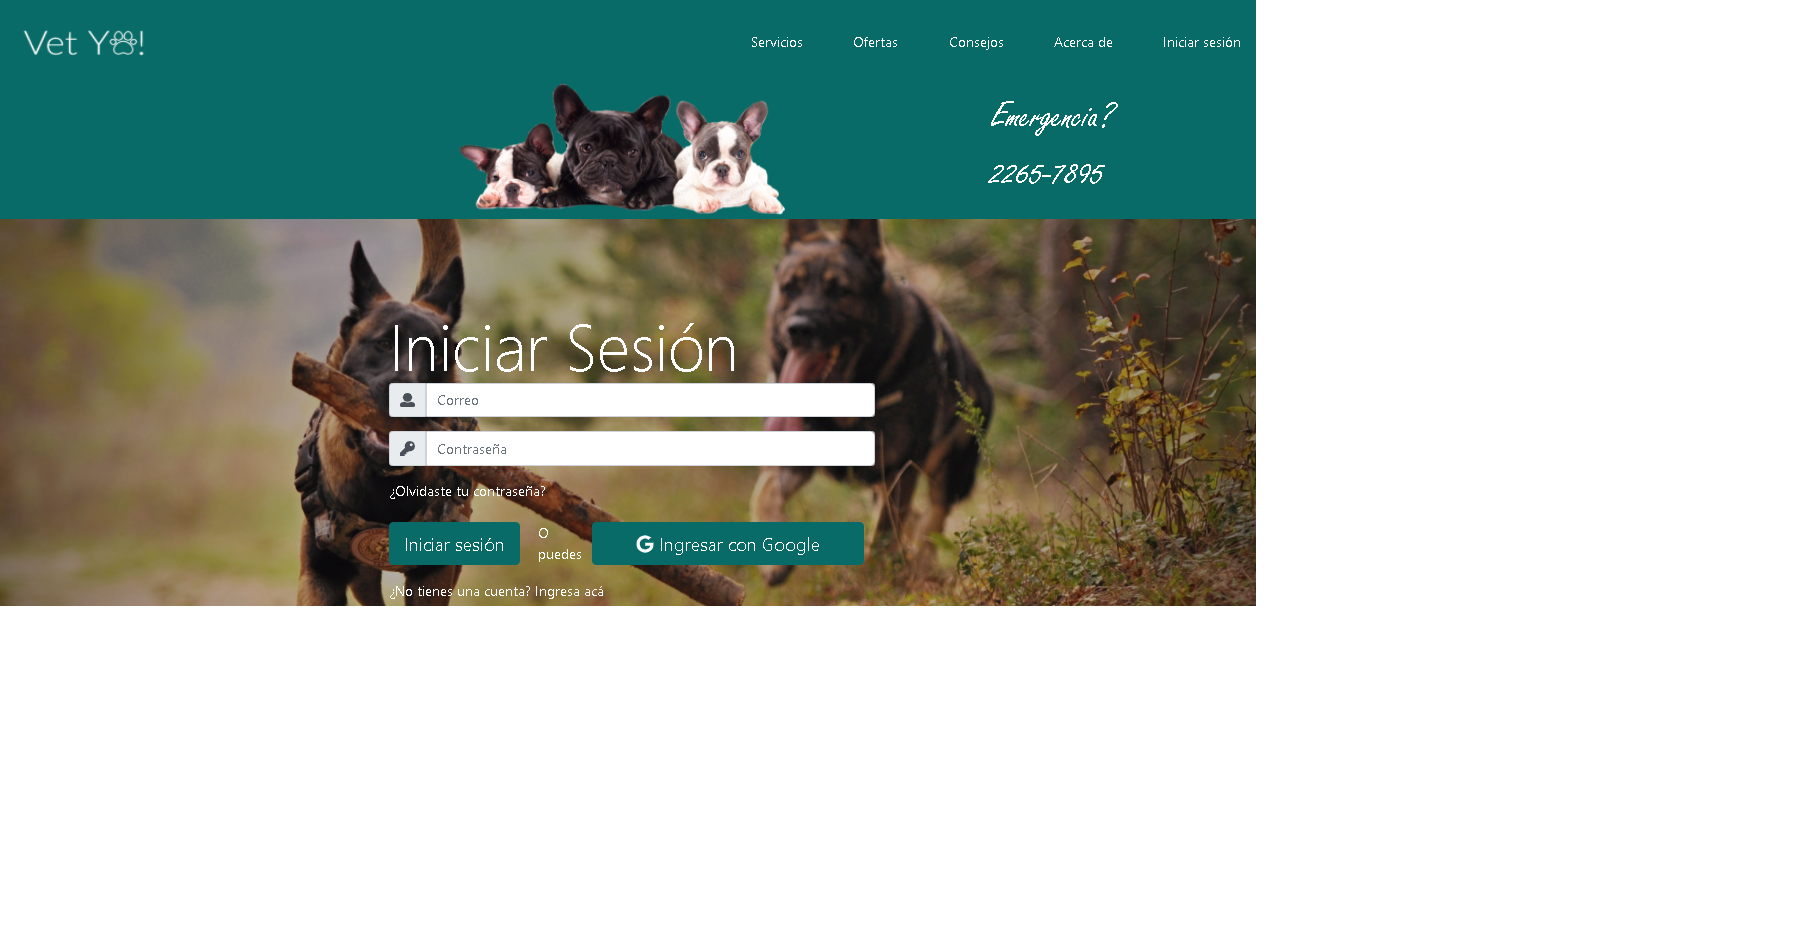 Vet Ya!
Servicios
Ofertas
Consejos
Acerca de
Iniciar sesión
Emergencia?
2265-7895
Iniciar Sesión
Correo
Contraseña
¿Olvidaste tu contraseña?
Iniciar sesión
O
puedes
Ingresar con Google
¿No tienes una cuenta? Ingresa acá